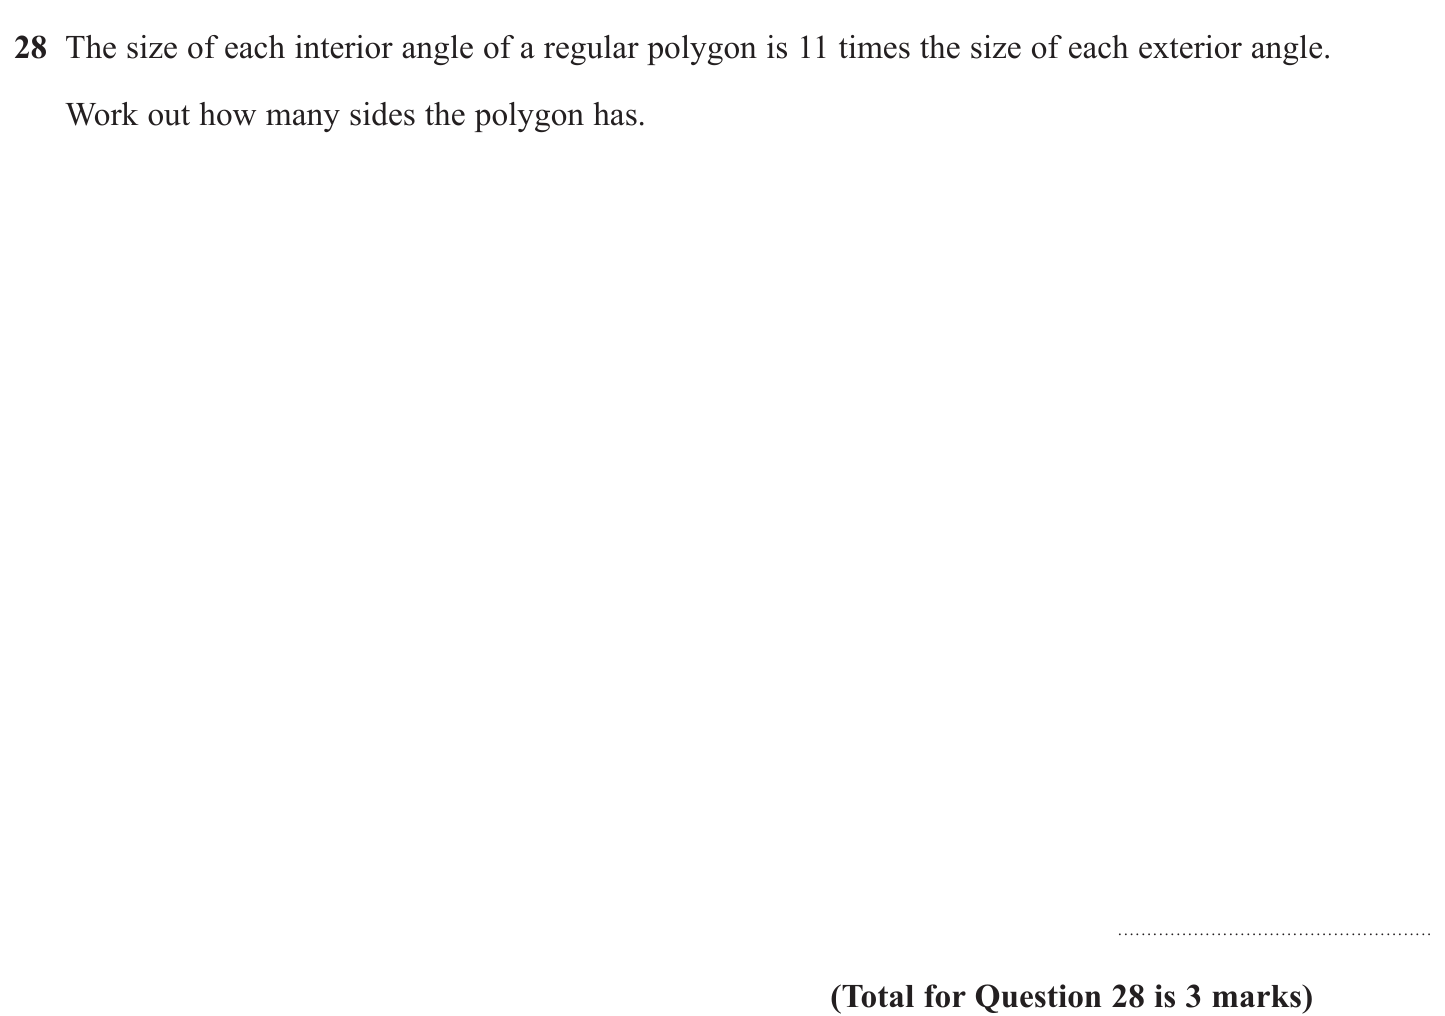 28 The size of each interior angle of a regular polygon is 11 times the size of each exterior angle.
Work out how many sides the polygon has.
(Total for Question 28 is 3 marks)